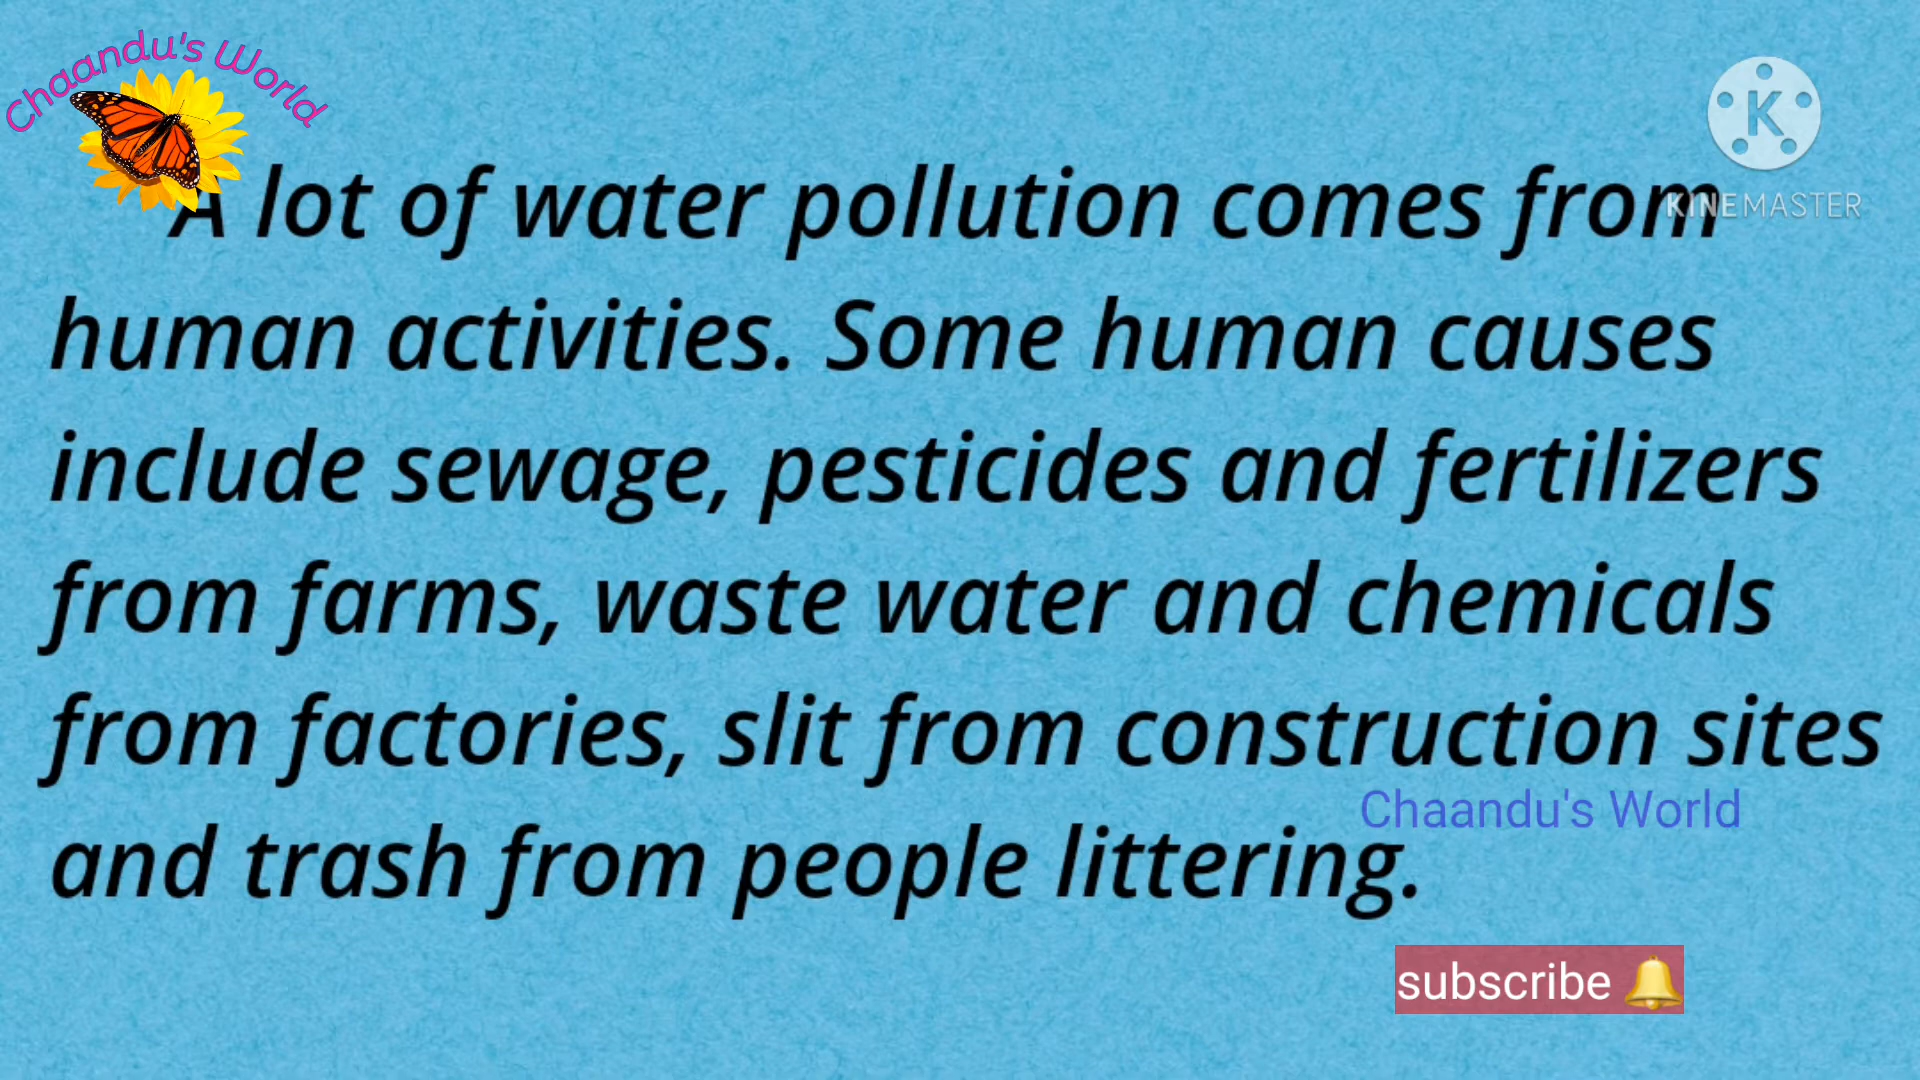 Chaandu's World
K
KINEMASTER
A lot of water pollution comes from
human activities. Some human causes
include sewage, pesticides and fertilizers
from farms, waste water and chemicals
from factories, slit from construction sites
Chaandu's World
and trash from people littering.
subscribe 🔔